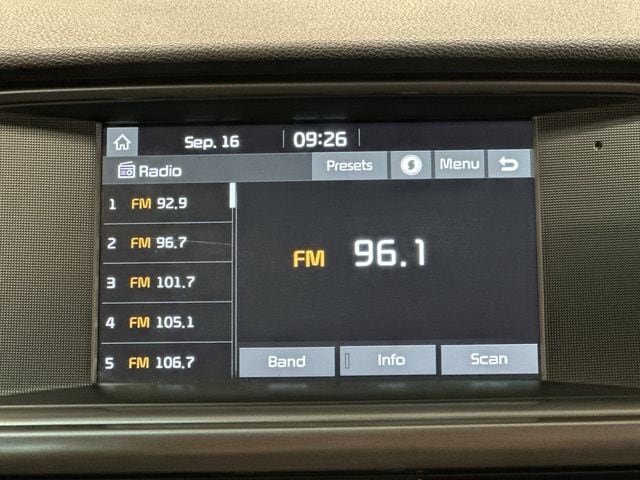 Sep. 16 09:26
Radio Presets Menu
1 FM 92.9
2 FM 96.7
3 FM 101.7
4 FM 105.1
5 FM 106.7
FM 96.1
Band Info Scan